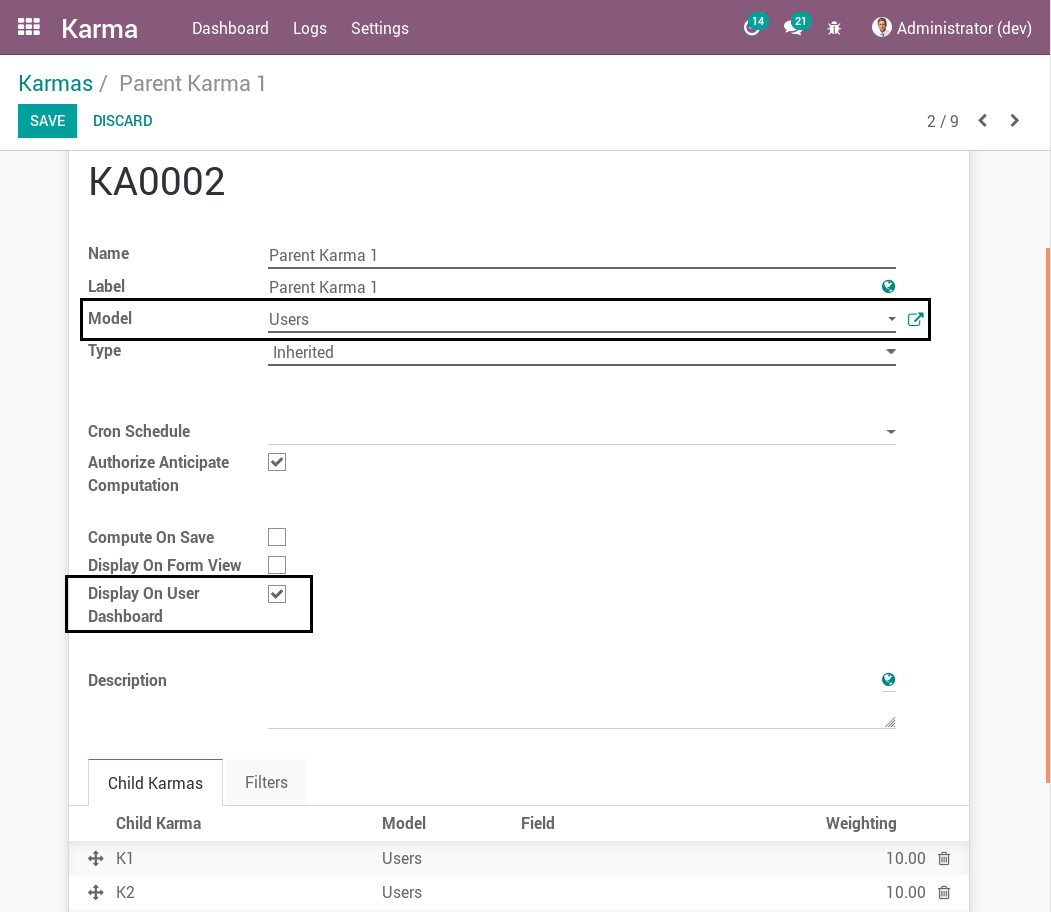 Karma Dashboard Logs Settings 14 21 Administrator (dev)
Karmas / Parent Karma 1
SAVE DISCARD 2 / 9
KA0002
Name Parent Karma 1
Label Parent Karma 1
Model Users
Type Inherited
Cron Schedule
Authorize Anticipate
Computation
Compute On Save
Display On Form View
Display On User
Dashboard
Description
Child Karmas Filters
Child Karma Model Field Weighting
K1 Users 10.00
K2 Users 10.00